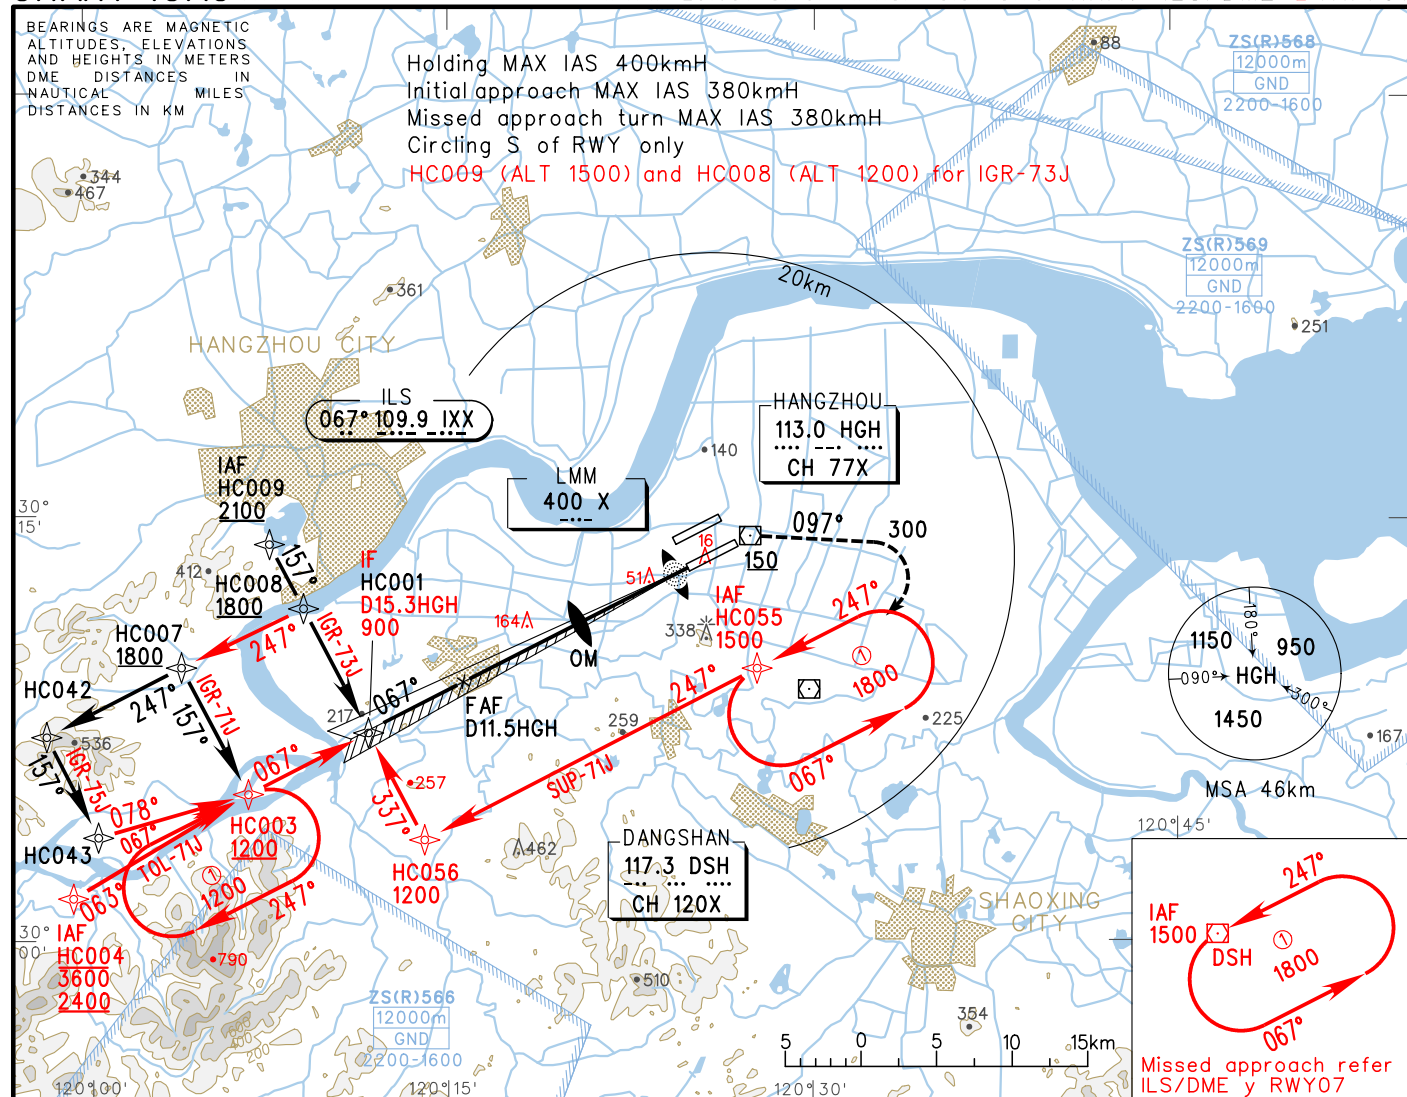 BEARINGS ARE MAGNETIC
ALTITUDES, ELEVATIONS
AND HEIGHTS IN METERS
DME DISTANCES IN
NAUTICAL MILES
DISTANCES IN KM
Holding MAX IAS 400kmH
Initial approach MAX IAS 380kmH
Missed approach turn MAX IAS 380kmH
Circling S of RWY only
HC009 (ALT 1500) and HC008 (ALT 1200) for IGR-73J
88
ZS(R)568
12000m
GND
2200-1600
344
467
ZS(R)569
12000m
GND
2200-1600
251
361
20km
HANGZHOU CITY
ILS
067° 109.9 IXX
HANGZHOU
113.0 HGH
CH 77X
140
LMM
400 X
IAF
HC009
2100
30°
15'
157°
412
HC008
1800
IF
HC001
D15.3HGH
900
16
150
097°
300
51
IAF
HC055
1500
247°
164
338
OM
HC007
1800
247°
IGR-73J
1800
247°
067°
FAF
D11.5HGH
217
259
225
067°
SUP-71J
HC042
247°
157°
IGR-71J
536
157°
IGR-75J
067°
257
337°
078°
067°
TOL-71J
HC003
1200
HC043
063°
1200
247°
HC056
1200
462
DANGSHAN
117.3 DSH
CH 120X
1150
180°
950
090°
HGH
300°
1450
167
MSA 46km
120°45'
IAF
HC004
3600
2400
30°
00'
790
ZS(R)566
12000m
GND
2200-1600
510
SHAOXING
CITY
354
247°
IAF
1500
DSH
1800
067°
Missed approach refer
ILS/DME y RWY07
5 0 5 10 15km
120°00'
120°15'
120°30'